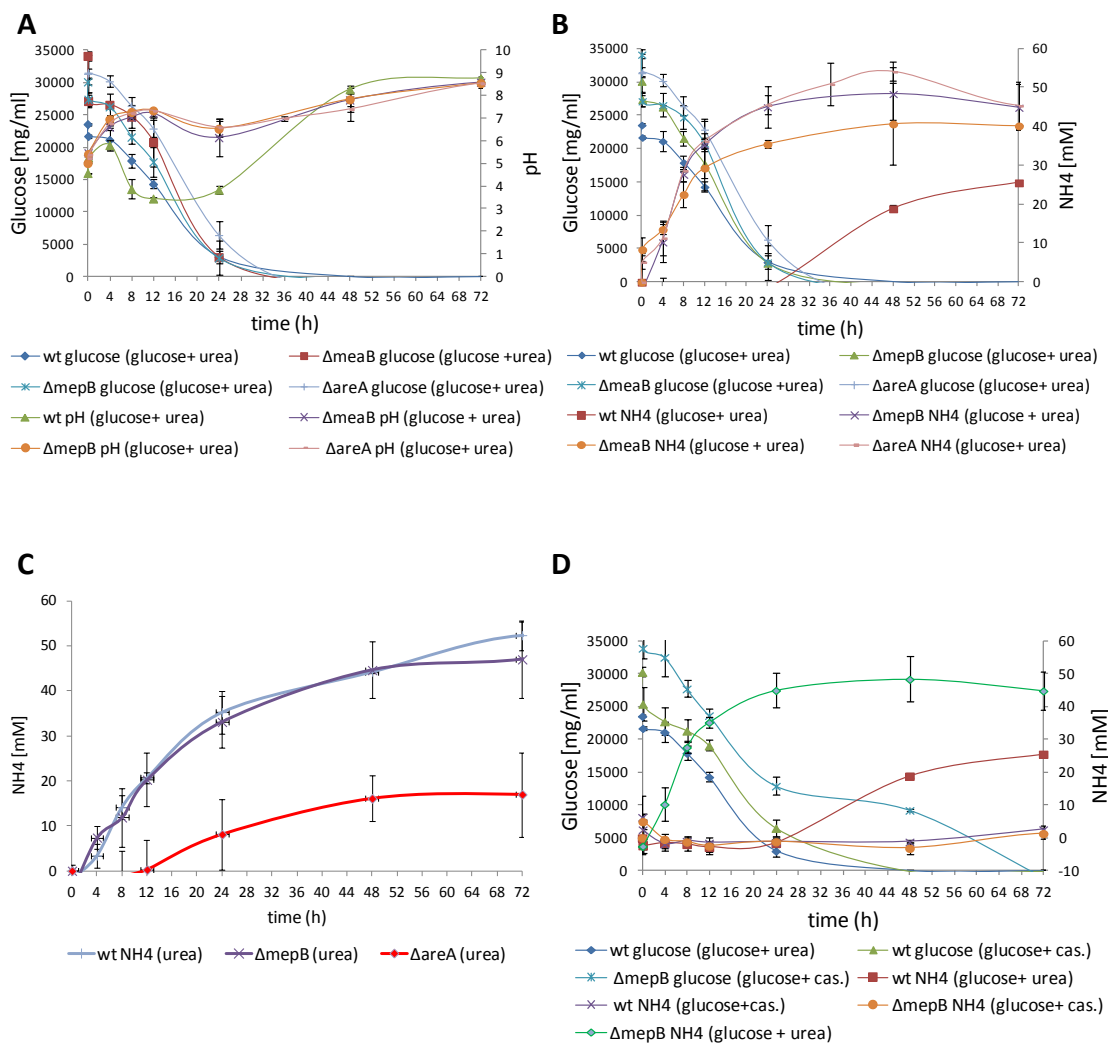 A
B
35000
30000
25000
20000
15000
10000
5000
0
Glucose [mg/ml]
10
9
8
7
6
5
4
3
2
1
0
pH
0 4 8 12 16 20 24 28 32 36 40 44 48 52 56 60 64 68 72
time (h)
wt glucose (glucose+ urea)
ΔmeaB glucose (glucose +urea)
ΔmepB glucose (glucose+ urea)
ΔareA glucose (glucose+ urea)
wt pH (glucose+ urea)
ΔmeaB pH (glucose + urea)
ΔmepB pH (glucose+ urea)
ΔareA pH (glucose+ urea)
35000
30000
25000
20000
15000
10000
5000
0
Glucose [mg/ml]
60
50
40
30
20
10
0
NH4 [mM]
0 4 8 12 16 20 24 28 32 36 40 44 48 52 56 60 64 68 72
time (h)
wt glucose (glucose+ urea)
ΔmepB glucose (glucose+ urea)
ΔmeaB glucose (glucose +urea)
ΔareA glucose (glucose+ urea)
wt NH4 (glucose+ urea)
ΔmepB NH4 (glucose + urea)
ΔmeaB NH4 (glucose + urea)
ΔareA NH4 (glucose+ urea)
C
D
60
50
40
30
20
10
0
NH4 [mM]
0 4 8 12 16 20 24 28 32 36 40 44 48 52 56 60 64 68 72
time (h)
wt NH4 (urea)
ΔmepB (urea)
ΔareA (urea)
35000
30000
25000
20000
15000
10000
5000
0
Glucose [mg/ml]
60
50
40
30
20
10
0
-10
NH4 [mM]
0 4 8 12 16 20 24 28 32 36 40 44 48 52 56 60 64 68 72
time (h)
wt glucose (glucose+ urea)
wt glucose (glucose+ cas.)
ΔmepB glucose (glucose+ cas.)
wt NH4 (glucose+ urea)
wt NH4 (glucose+cas.)
ΔmepB NH4 (glucose+ cas.)
ΔmepB NH4 (glucose + urea)